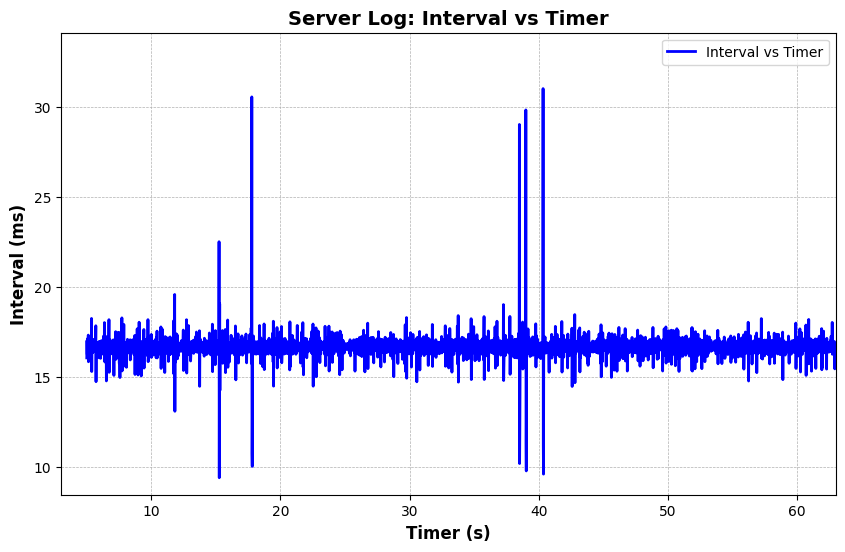 Server Log: Interval vs Timer
Interval vs Timer
Interval (ms)
30
25
20
15
10
10 20 30 40 50 60
Timer (s)